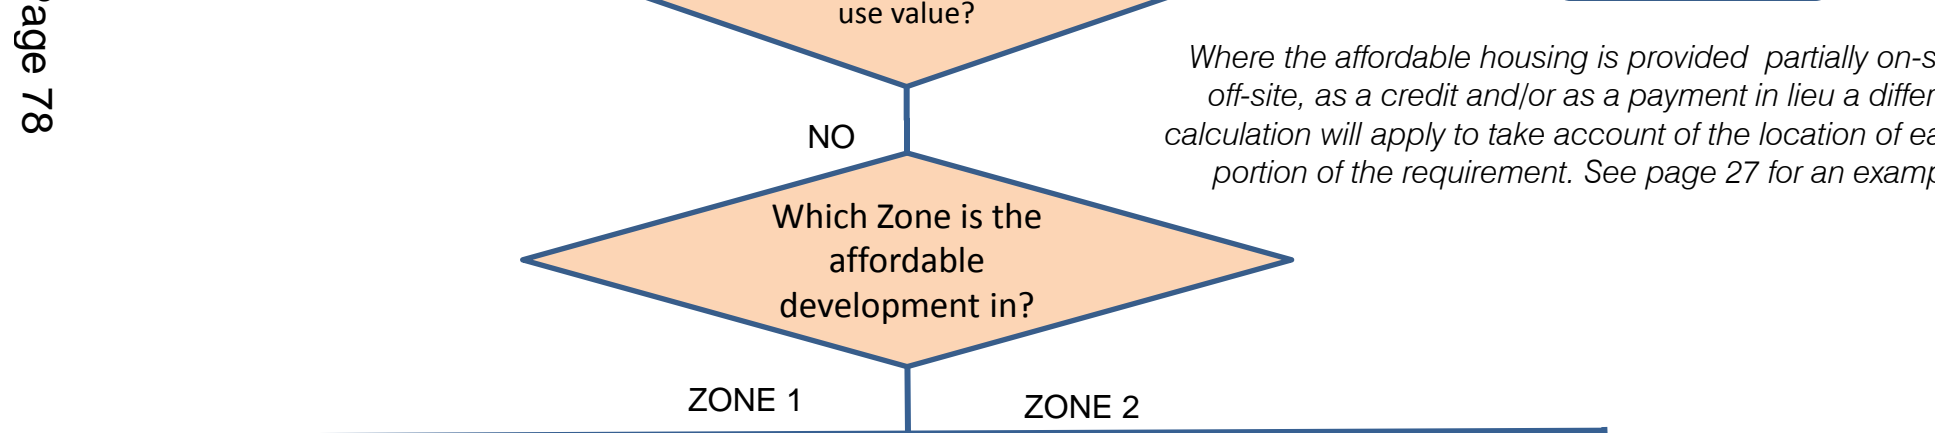 Page 78
use value?
Where the affordable housing is provided  partially on-s
off-site, as a credit and/or as a payment in lieu a differ
calculation will apply to take account of the location of ea
portion of the requirement. See page 27 for an examp
NO
Which Zone is the
affordable
development in?
ZONE 1
ZONE 2